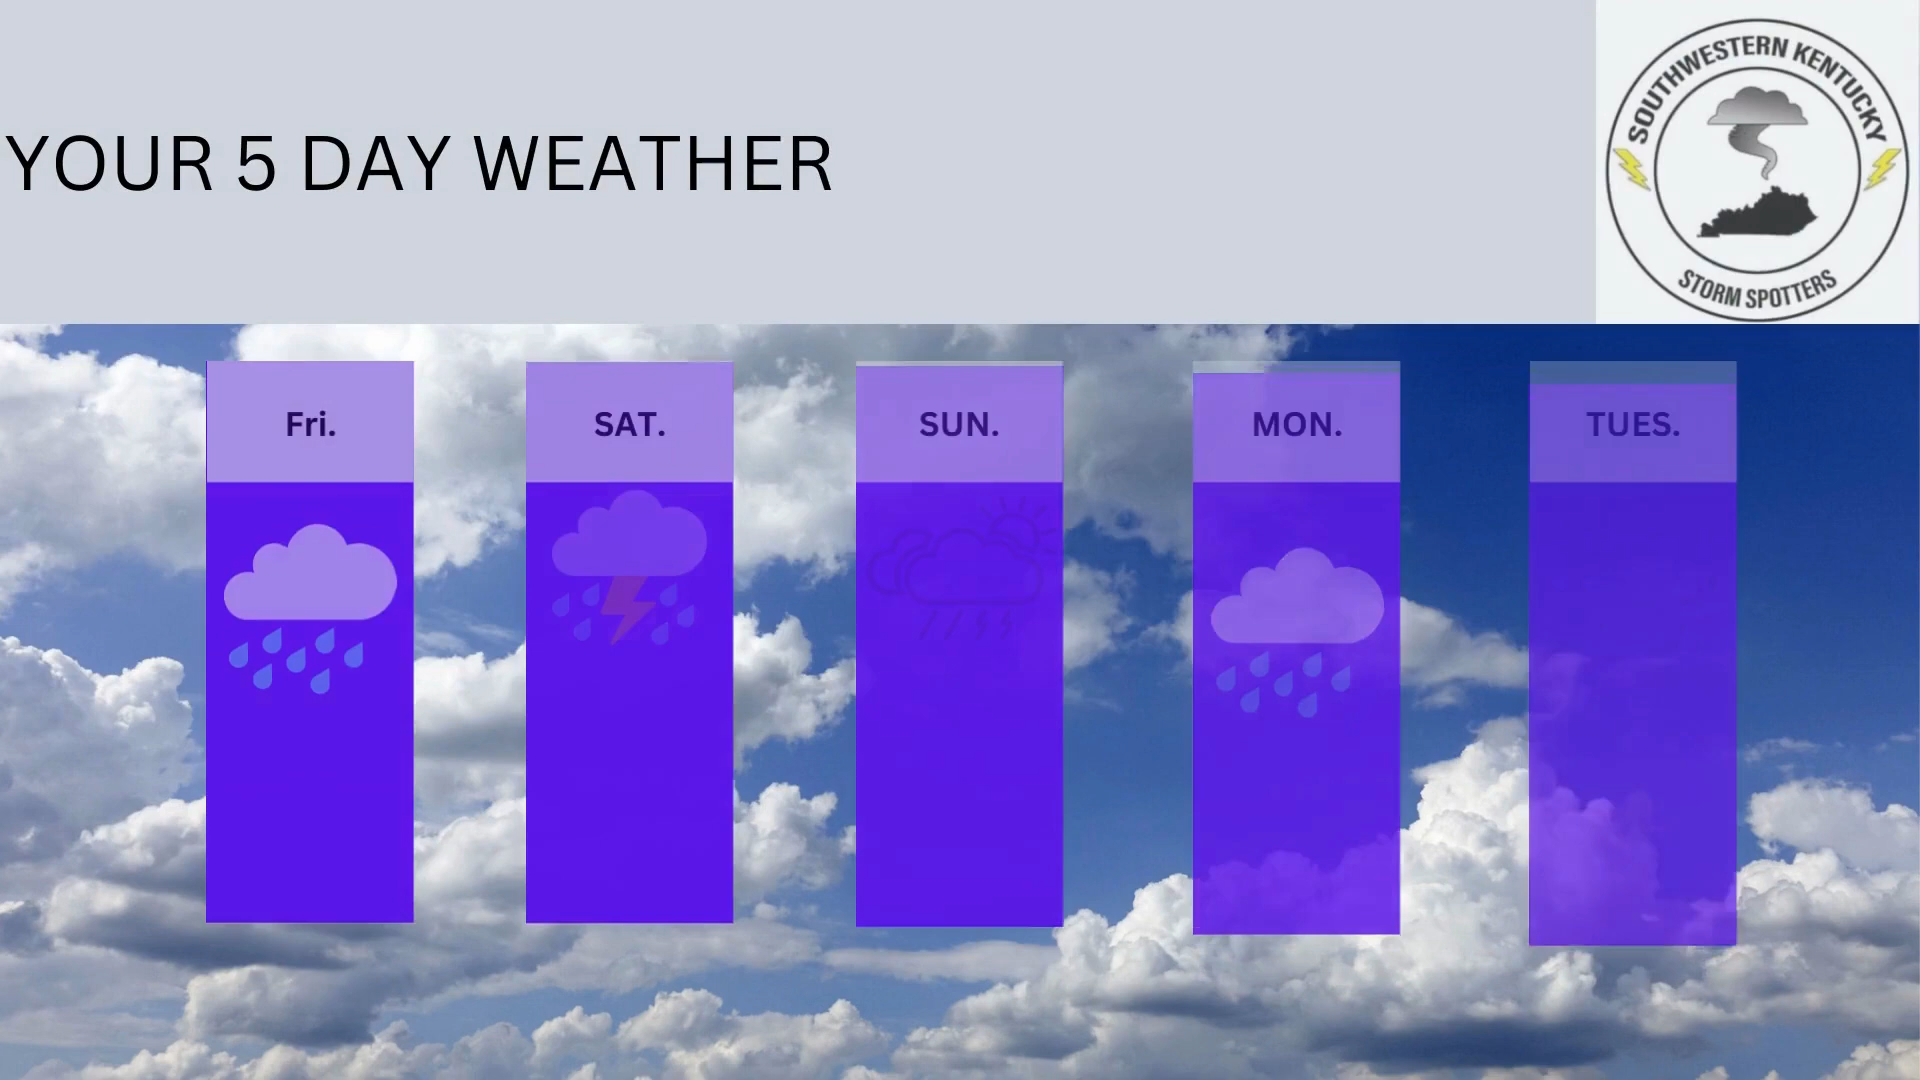 YOUR 5 DAY WEATHER
SOUTHWESTERN KENTUCKY
STORM SPOTTERS
Fri.
SAT.
SUN.
MON.
TUES.